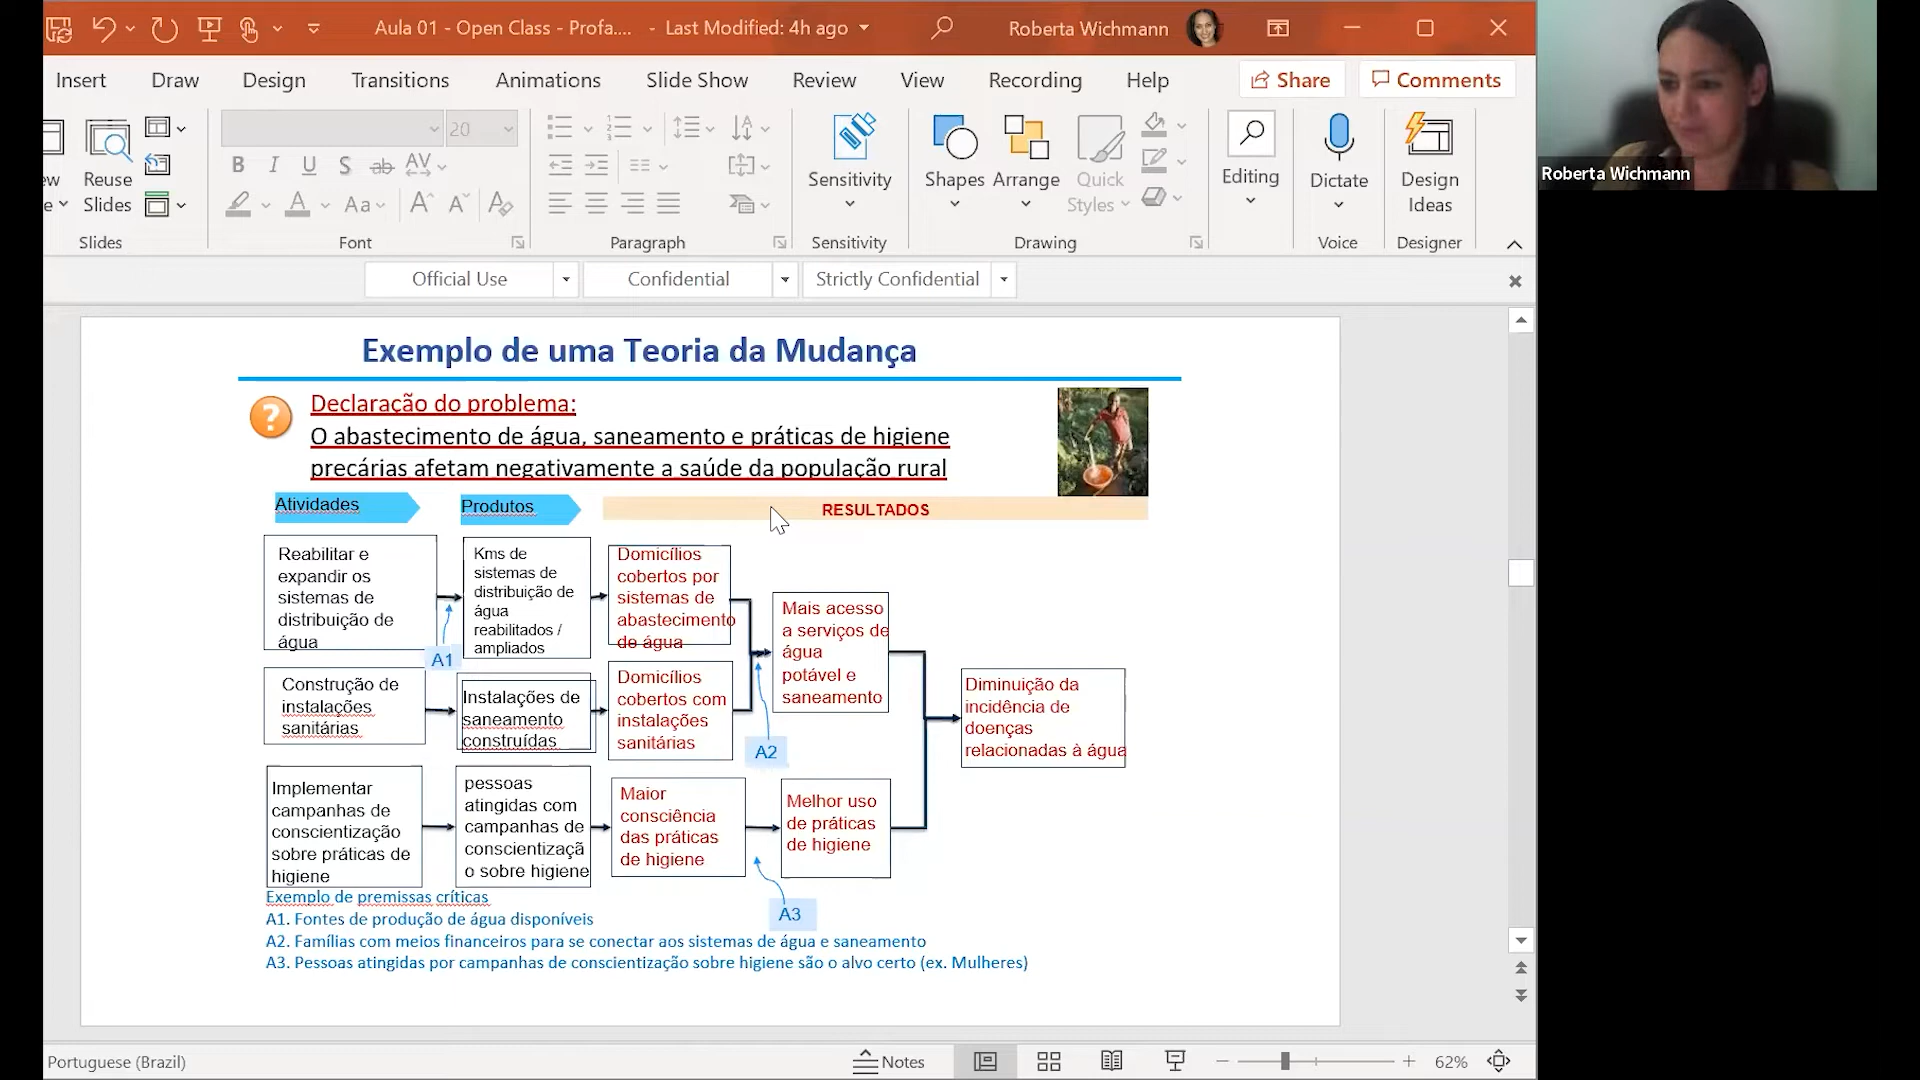 Aula 01 - Open Class - Profa.... - Last Modified: 4h ago
Roberta Wichmann
Insert Draw Design Transitions Animations Slide Show Review View Recording Help
Share Comments
20
Reuse
Slides
Slides
Font
Paragraph
Sensitivity
Sensitivity
Shapes Arrange Quick
Styles
Drawing
Editing
Dictate
Voice
Design
Ideas
Designer
Official Use Confidential Strictly Confidential
Roberta Wichmann
Exemplo de uma Teoria da Mudança
Declaração do problema:
O abastecimento de água, saneamento e práticas de higiene
precárias afetam negativamente a saúde da população rural
Atividades
Produtos
RESULTADOS
Reabilitar e
expandir os
sistemas de
distribuição de
água
Kms de
sistemas de
distribuição de
água
reabilitados /
ampliados
Domicílios
cobertos por
sistemas de
abastecimento
de água
Mais acesso
a serviços de
água
potável e
saneamento
A1
Construção de
instalações
sanitárias
Instalações de
saneamento
construídas
Domicílios
cobertos com
instalações
sanitárias
A2
Diminuição da
incidência de
doenças
relacionadas à água
Implementar
campanhas de
conscientização
sobre práticas de
higiene
pessoas
atingidas com
campanhas de
conscientizaçã
o sobre higiene
Maior
consciência
das práticas
de higiene
Melhor uso
de práticas
de higiene
A3
Exemplo de premissas críticas
A1. Fontes de produção de água disponíveis
A2. Famílias com meios financeiros para se conectar aos sistemas de água e saneamento
A3. Pessoas atingidas por campanhas de conscientização sobre higiene são o alvo certo (ex. Mulheres)
Portuguese (Brazil)
Notes
62%